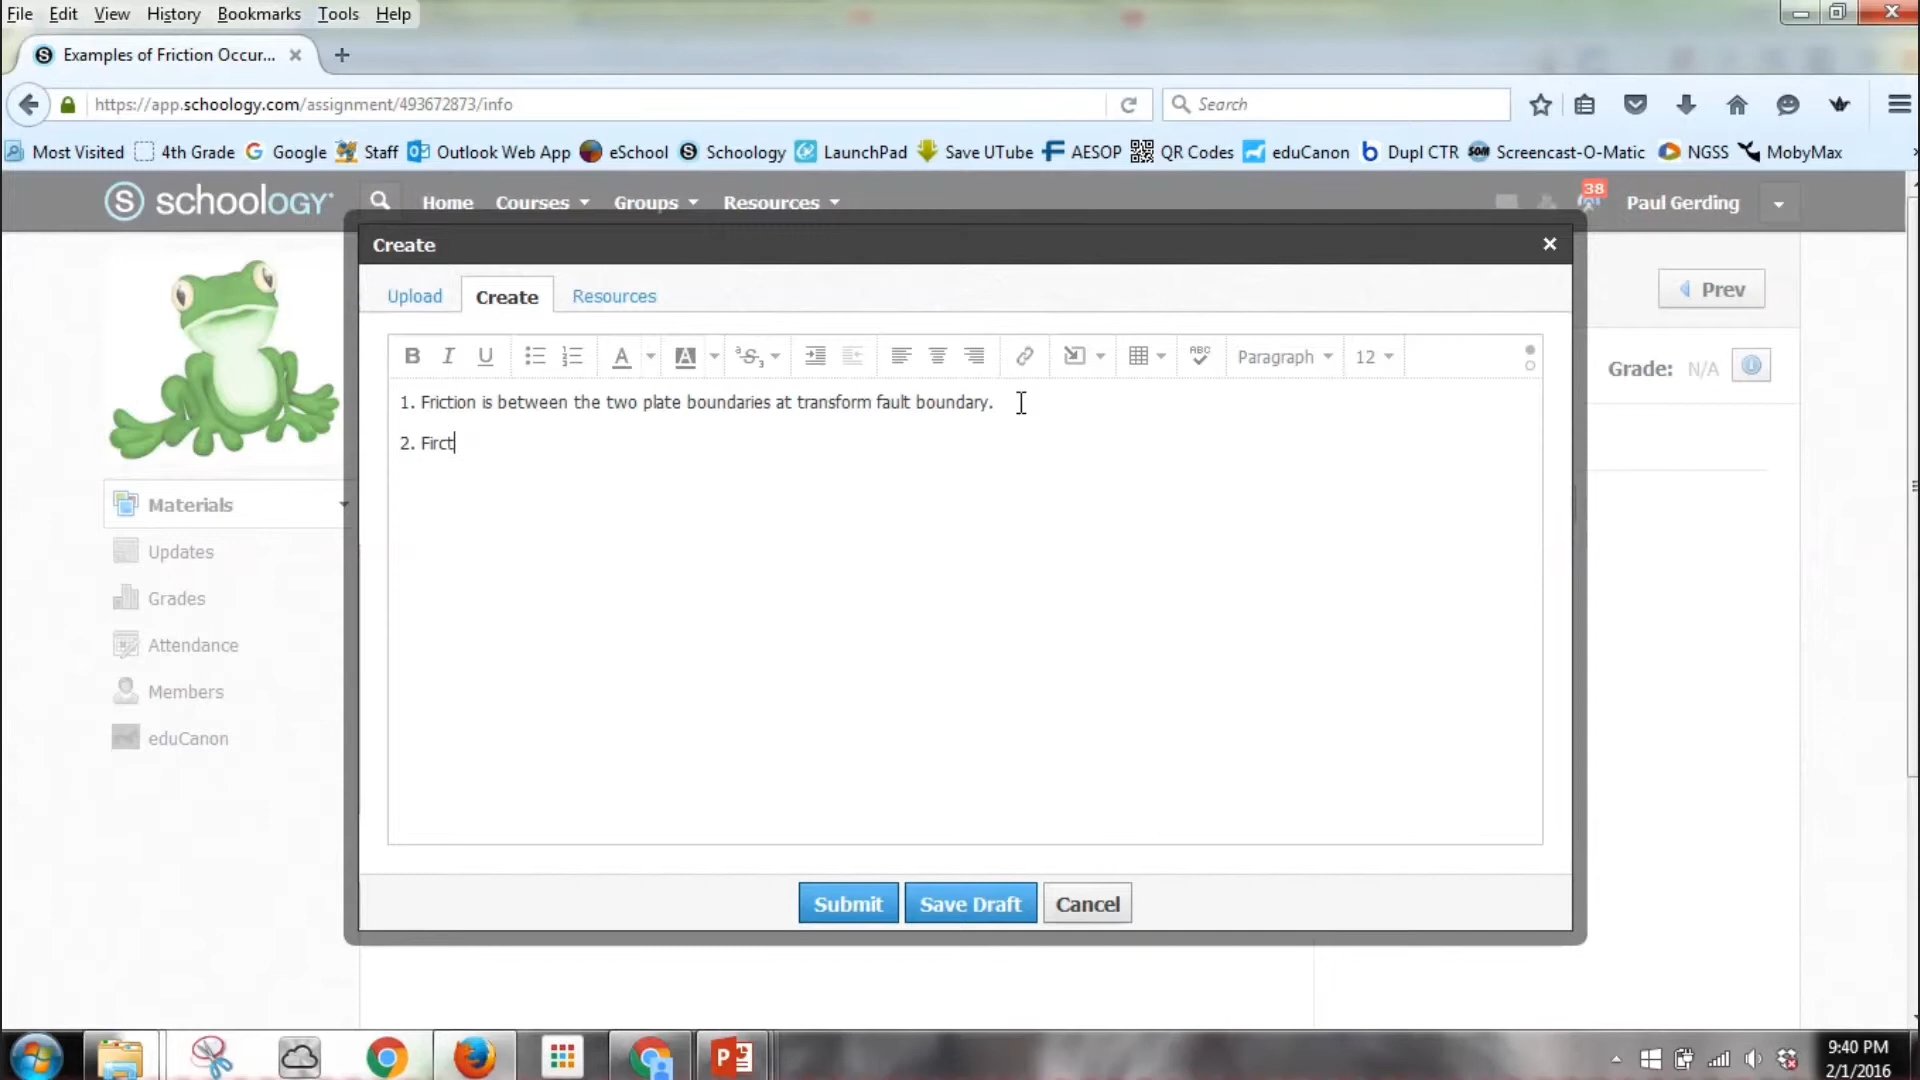 File Edit View History Bookmarks Tools Help
Examples of Friction Occur...
https://app.schoology.com/assignment/493672873/info
Search
Most Visited 4th Grade Google Staff Outlook Web App eSchool Schoology LaunchPad Save UTube AESOP QR Codes eduCanon Dupl CTR Screencast-O-Matic NGSS MobyMax
schoology Home Courses Groups Resources 38 Paul Gerding
Create
Upload Create Resources
Prev
B I U A A ABC Paragraph 12
Grade: N/A
1. Friction is between the two plate boundaries at transform fault boundary.
2. Firct
Materials
Updates
Grades
Attendance
Members
eduCanon
Submit Save Draft Cancel
9:40 PM
2/1/2016